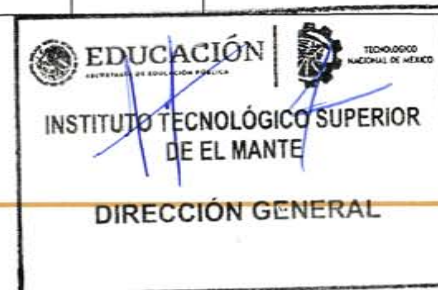 EDUCACIÓN
SECRETARÍA DE EDUCACIÓN PÚBLICA
TECNOLÓGICO
NACIONAL DE MÉXICO
INSTITUTO TECNOLÓGICO SUPERIOR
DE EL MANTE
DIRECCIÓN GENERAL